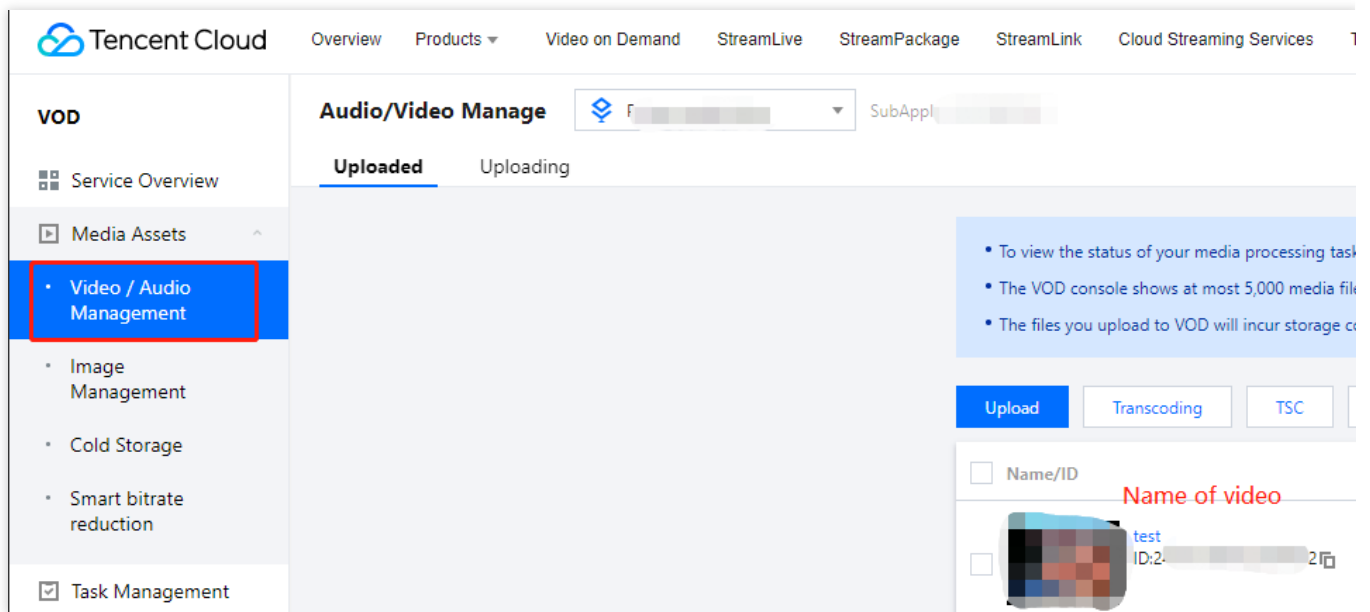 Tencent Cloud
Overview
Products
Video on Demand
StreamLive
StreamPackage
StreamLink
Cloud Streaming Services
VOD
Audio/Video Manage
Uploaded
Uploading
Service Overview
Media Assets
Video / Audio
Management
Image
Management
Cold Storage
Smart bitrate
reduction
Task Management
• To view the status of your media processing task
• The VOD console shows at most 5,000 media file
• The files you upload to VOD will incur storage
Upload
Transcoding
TSC
Name/ID
Name of video
test